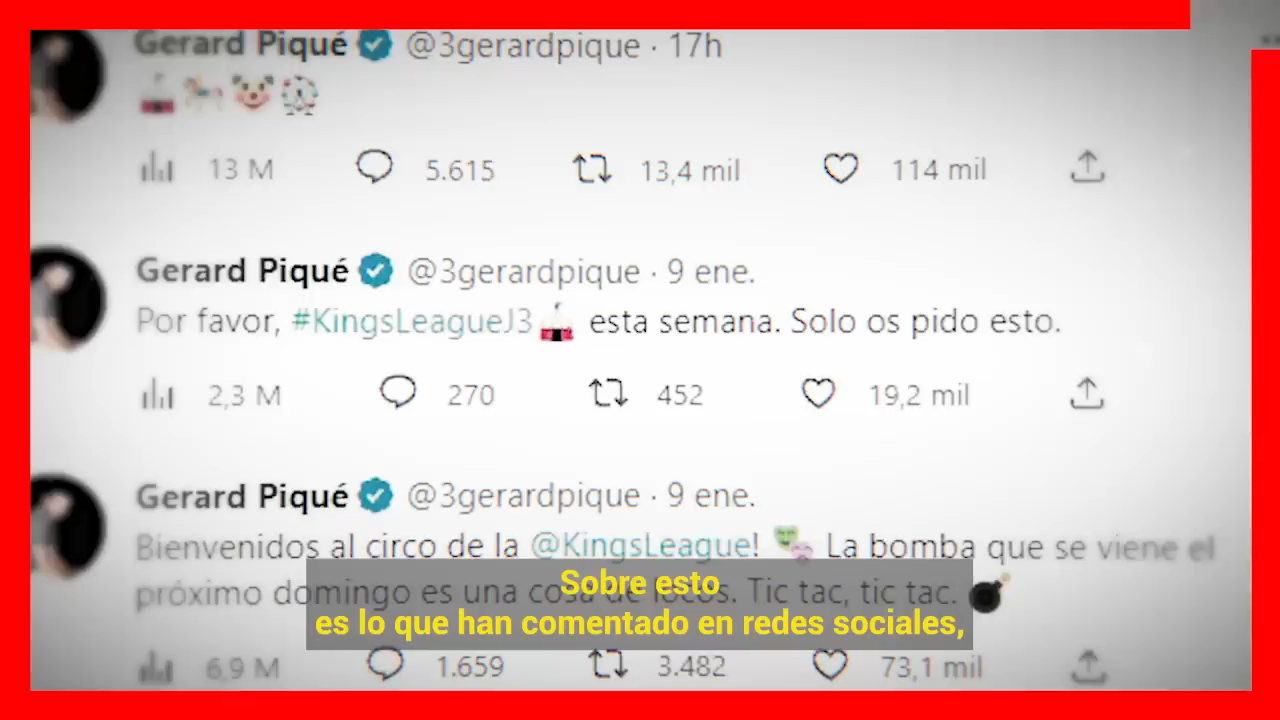 Gerard Piqué @3gerardpique · 17h
13 M 5.615 13,4 mil 114 mil
Gerard Piqué @3gerardpique · 9 ene.
Por favor, #KingsLeagueJ3 esta semana. Solo os pido esto.
2,3 M 270 452 19,2 mil
Gerard Piqué @3gerardpique · 9 ene.
Bienvenidos al circo de la @KingsLeague! La bomba que se viene el
próximo domingo es una cosa de locos. Tic tac, tic tac.
6,9 M 1.659 3.482 73,1 mil
Sobre esto
es lo que han comentado en redes sociales,